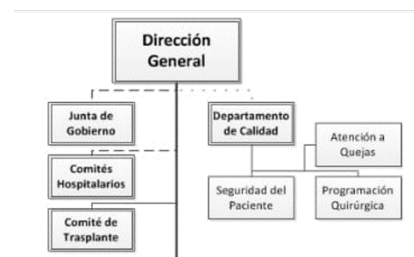 Dirección
General
Junta de
Gobierno
Departamento
de Calidad
Atención a
Quejas
Comités
Hospitalarios
Seguridad del
Paciente
Programación
Quirúrgica
Comité de
Trasplante